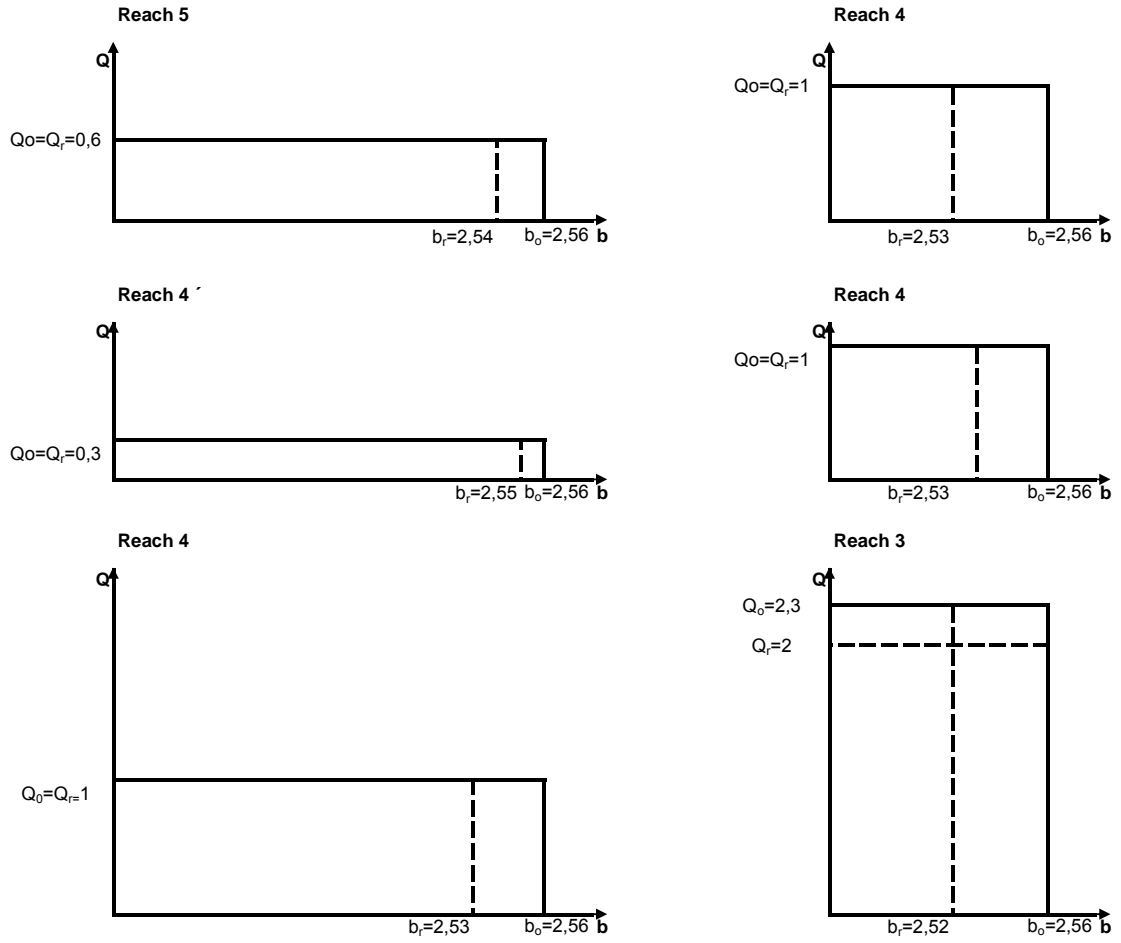 Reach 5
Q
Qo=Qr=0,6
br=2,54
bo=2,56
b
Reach 4
Q
Qo=Qr=1
br=2,53
bo=2,56
b
Reach 4 ´
Q
Qo=Qr=0,3
br=2,55
bo=2,56
b
Reach 4
Q
Qo=Qr=1
br=2,53
bo=2,56
b
Reach 4
Q
Q0=Qr=1
br=2,53
bo=2,56
b
Reach 3
Q
Qo=2,3
Qr=2
br=2,52
bo=2,56
b